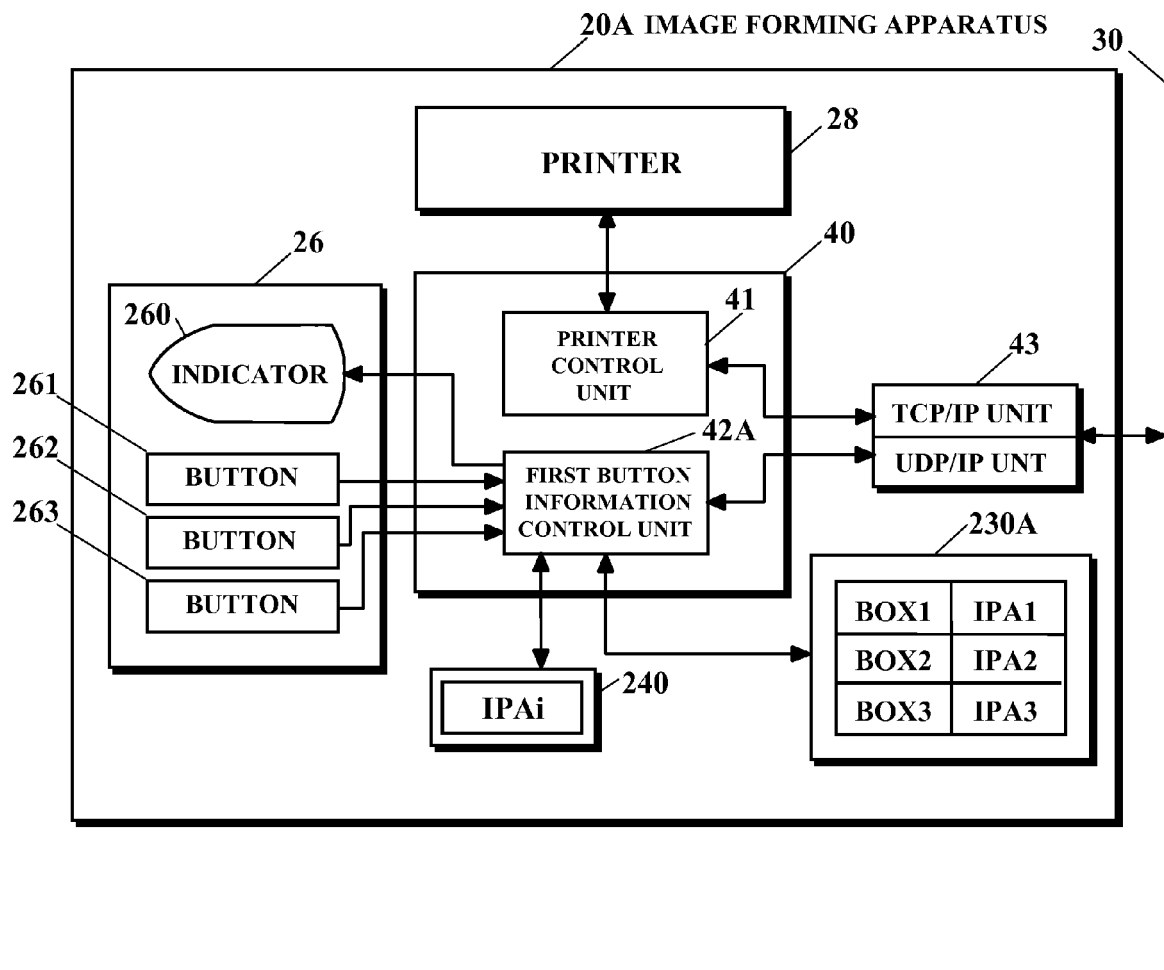 20A IMAGE FORMING APPARATUS
30
28
PRINTER
26
40
260
INDICATOR
41
PRINTER
CONTROL
UNIT
43
TCP/IP UNIT
UDP/IP UNT
261
BUTTON
262
BUTTON
263
BUTTON
42A
FIRST BUTTON
INFORMATION
CONTROL UNIT
230A
BOX1 IPA1
BOX2 IPA2
BOX3 IPA3
240
IPAi